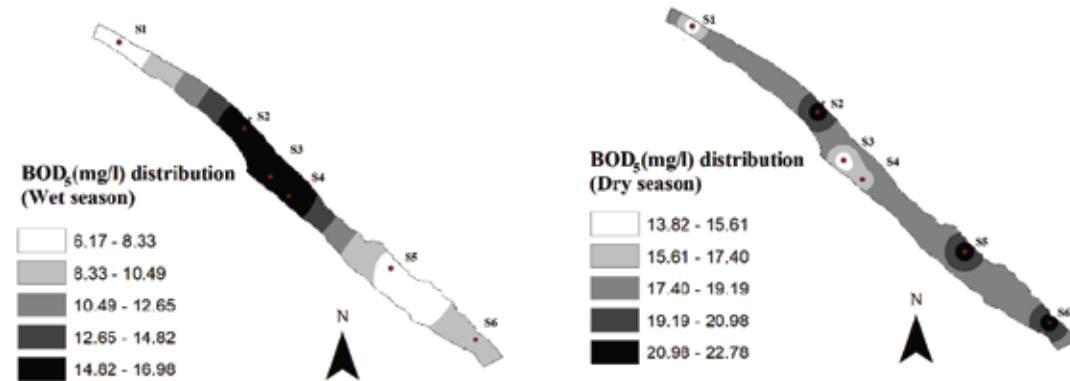 S1
S2
S3
S4
S5
S6
N
BOD5(mg/l) distribution
(Wet season)
6.17 - 8.33
8.33 - 10.49
10.49 - 12.65
12.65 - 14.82
14.82 - 16.98
S1
S2
S3
S4
S5
S6
N
BOD5(mg/l) distribution
(Dry season)
13.82 - 15.61
15.61 - 17.40
17.40 - 19.19
19.19 - 20.98
20.98 - 22.78